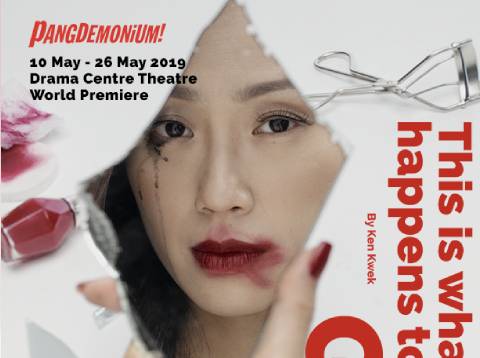 PANGDEMONiUM!
10 May - 26 May 2019
Drama Centre Theatre
World Premiere
This is wha
happens to
By Ken Kwek